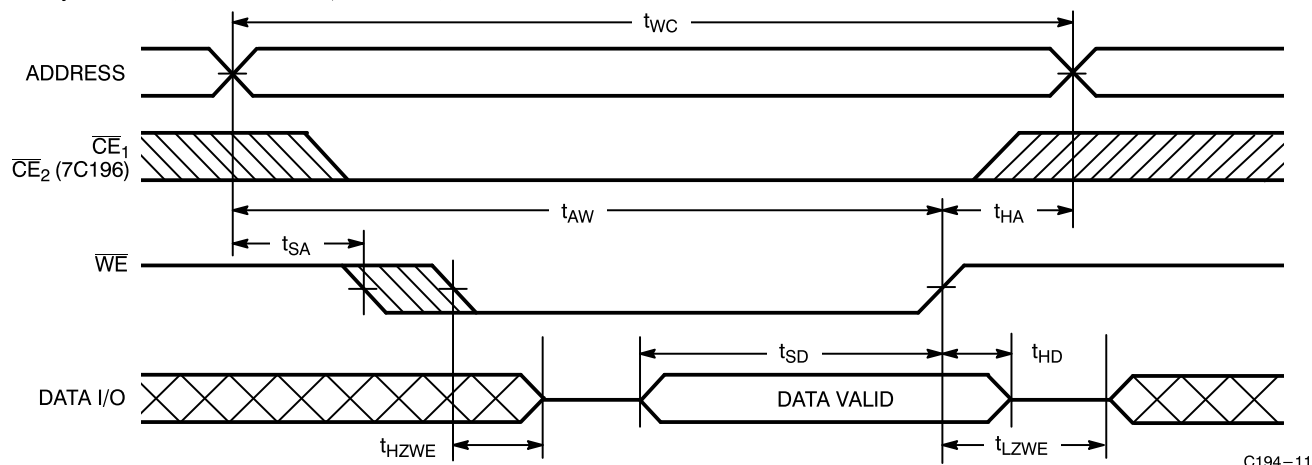 tWC
ADDRESS
CE1
CE2 (7C196)
tAW
tHA
tSA
WE
tSD
tHD
DATA I/O
DATA VALID
tHZWE
tLZWE
C194–11